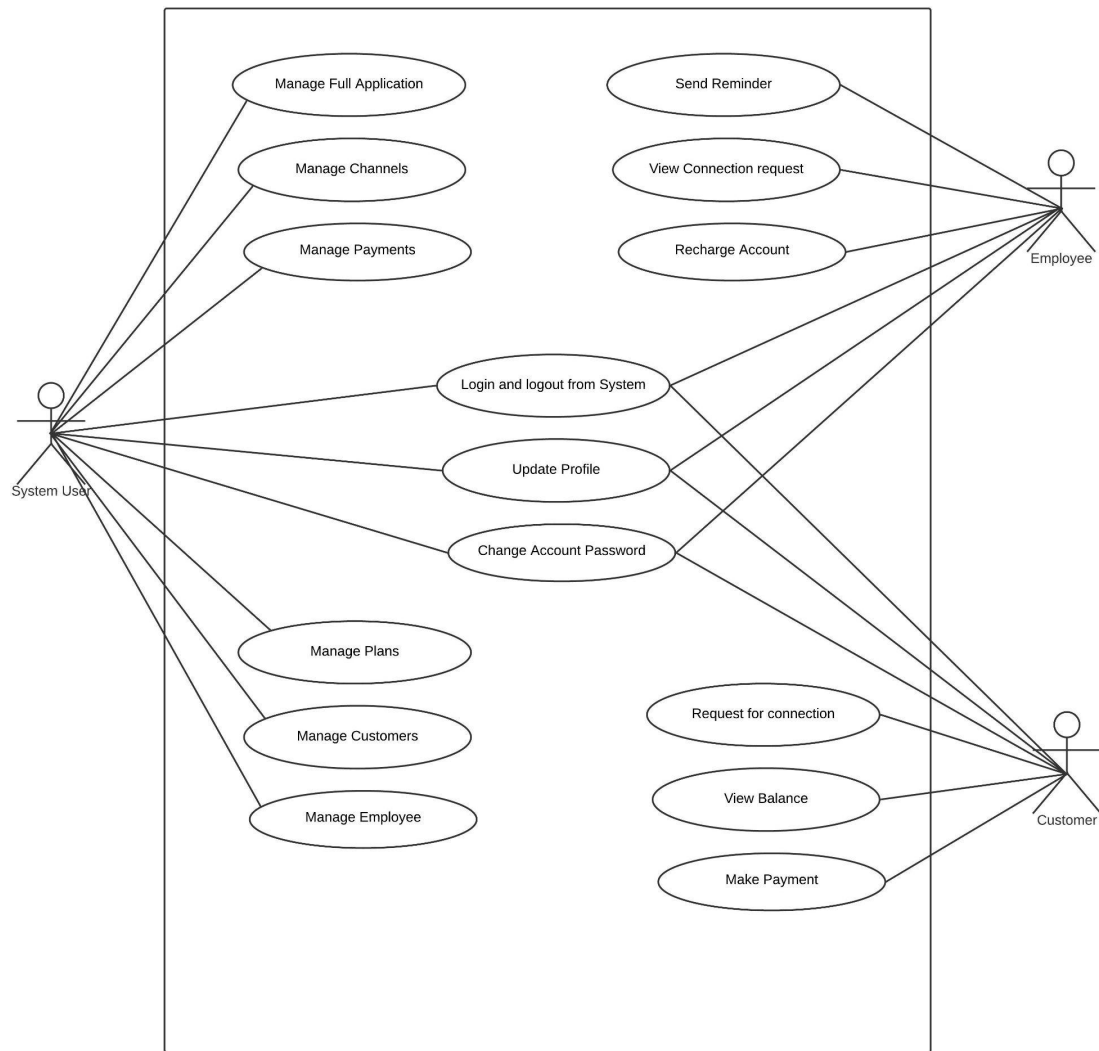 Manage Full Application
Send Reminder
Manage Channels
View Connection request
Manage Payments
Recharge Account
Employee
Login and logout from System
Update Profile
System User
Change Account Password
Manage Plans
Request for connection
Manage Customers
View Balance
Manage Employee
Customer
Make Payment